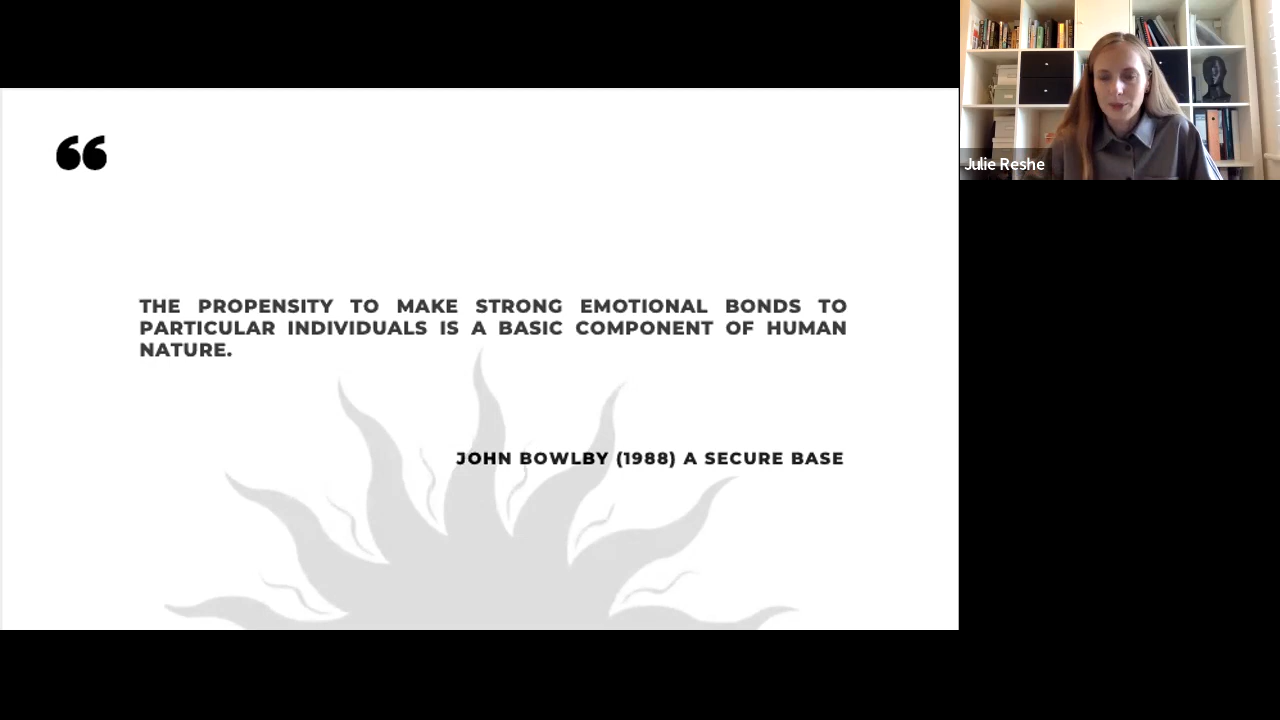 ❝
THE PROPENSITY TO MAKE STRONG EMOTIONAL BONDS TO
PARTICULAR INDIVIDUALS IS A BASIC COMPONENT OF HUMAN
NATURE.
JOHN BOWLBY (1988) A SECURE BASE
Julie Reshe